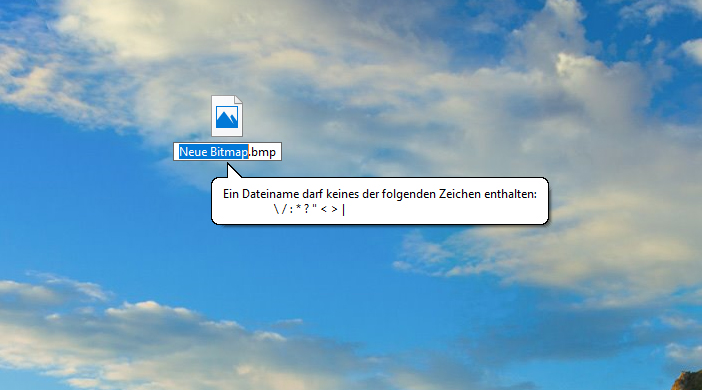 Neue Bitmap.bmp
Ein Dateiname darf keines der folgenden Zeichen enthalten:
\ / : * ? " < > |